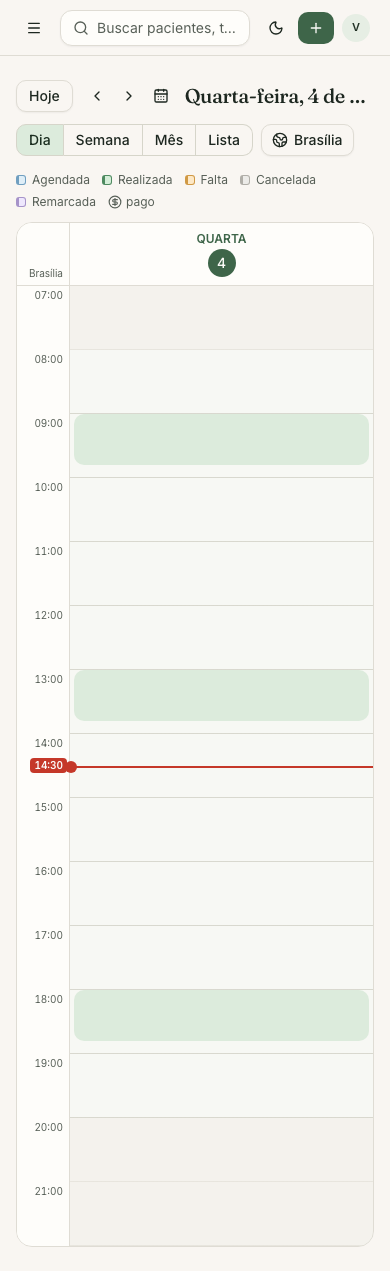 Buscar pacientes, t...
V
Hoje
Quarta-feira, 4 de ...
Dia
Semana
Mês
Lista
Brasília
Agendada
Realizada
Falta
Cancelada
Remarcada
pago
Brasília
QUARTA
4
07:00
08:00
09:00
10:00
11:00
12:00
13:00
14:00
14:30
15:00
16:00
17:00
18:00
19:00
20:00
21:00